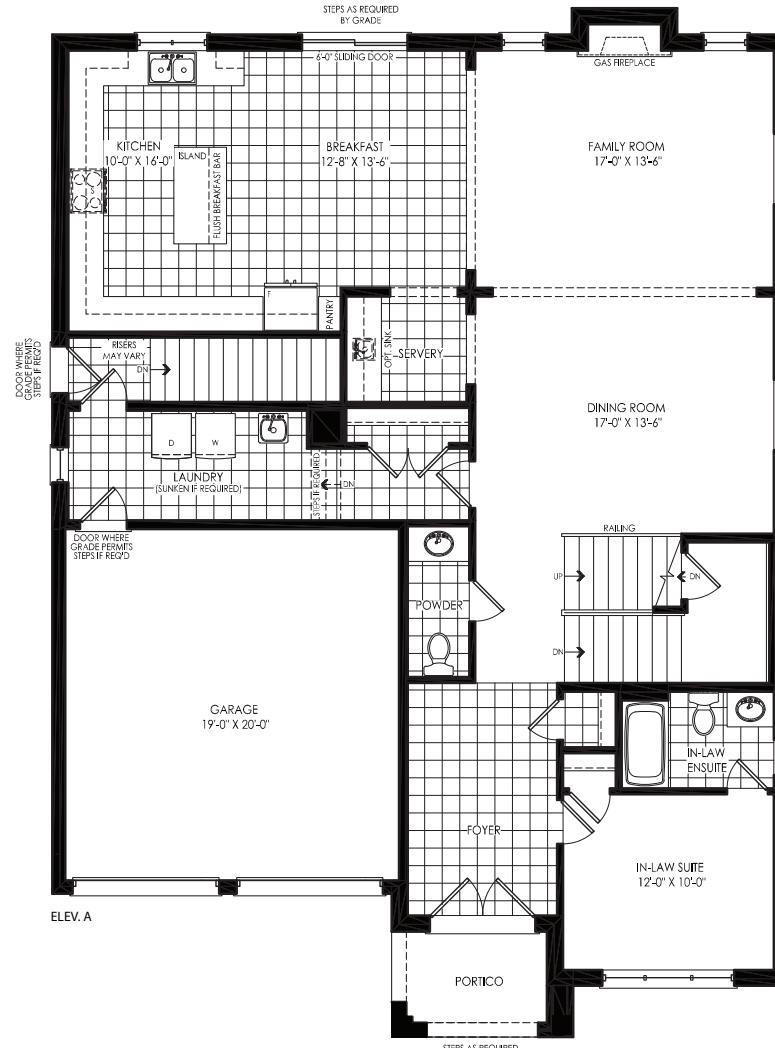 STEPS AS REQUIRED
BY GRADE
6'-0" SLIDING DOOR
GAS FIREPLACE
KITCHEN
10'-0" X 16'-0"
ISLAND
FLUSH BREAKFAST BAR
BREAKFAST
12'-8" X 13'-6"
FAMILY ROOM
17'-0" X 13'-6"
S
F
PANTRY
DOOR WHERE
GRADE PERMITS
STEPS IF REQ'D
RISERS
MAY VARY
DN
OPT. SINK
SERVERY
DINING ROOM
17'-0" X 13'-6"
D
W
LAUNDRY
(SUNKEN IF REQUIRED)
STEPS IF REQUIRED
DN
DOOR WHERE
GRADE PERMITS
STEPS IF REQ'D
RAILING
UP
DN
POWDER
DN
GARAGE
19'-0" X 20'-0"
IN-LAW
ENSUITE
FOYER
IN-LAW SUITE
12'-0" X 10'-0"
ELEV. A
PORTICO
STEPS AS REQUIRED